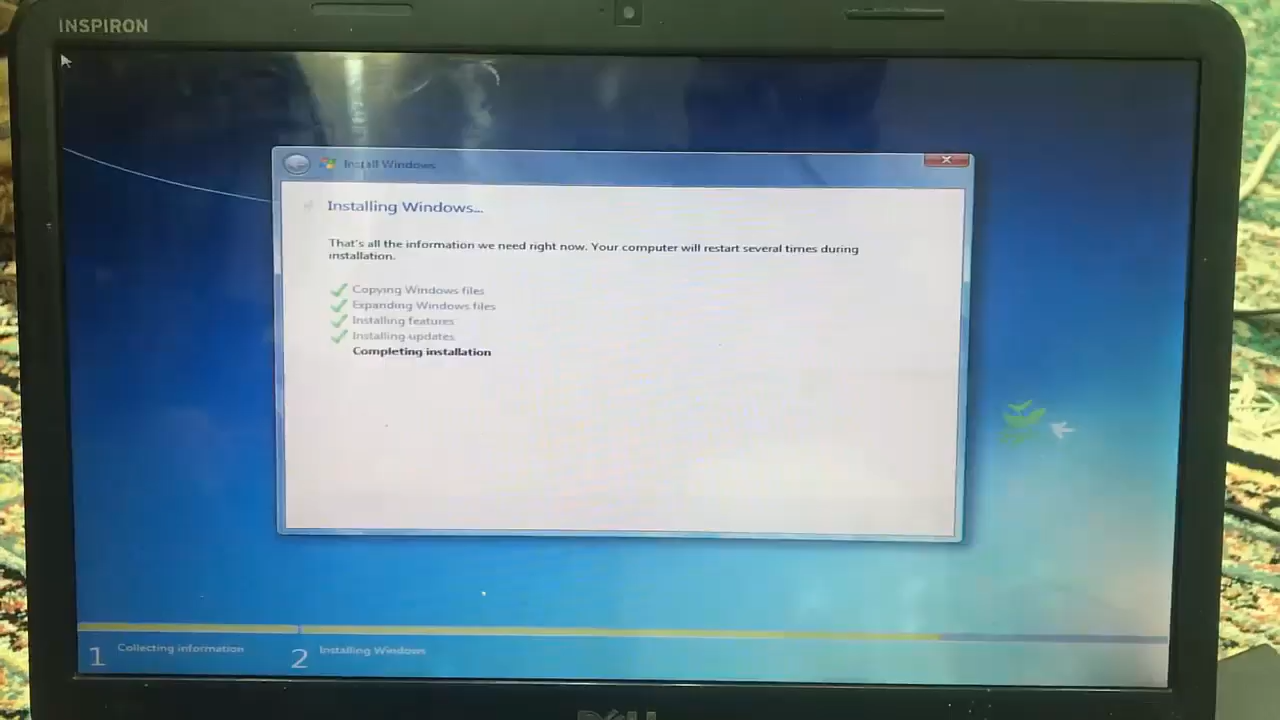 INSPIRON
Install Windows
Installing Windows...
That's all the information we need right now. Your computer will restart several times during
installation.
Copying Windows files
Expanding Windows files
Installing features
Installing updates
Completing installation
1 Collecting information
2 Installing Windows
DELL